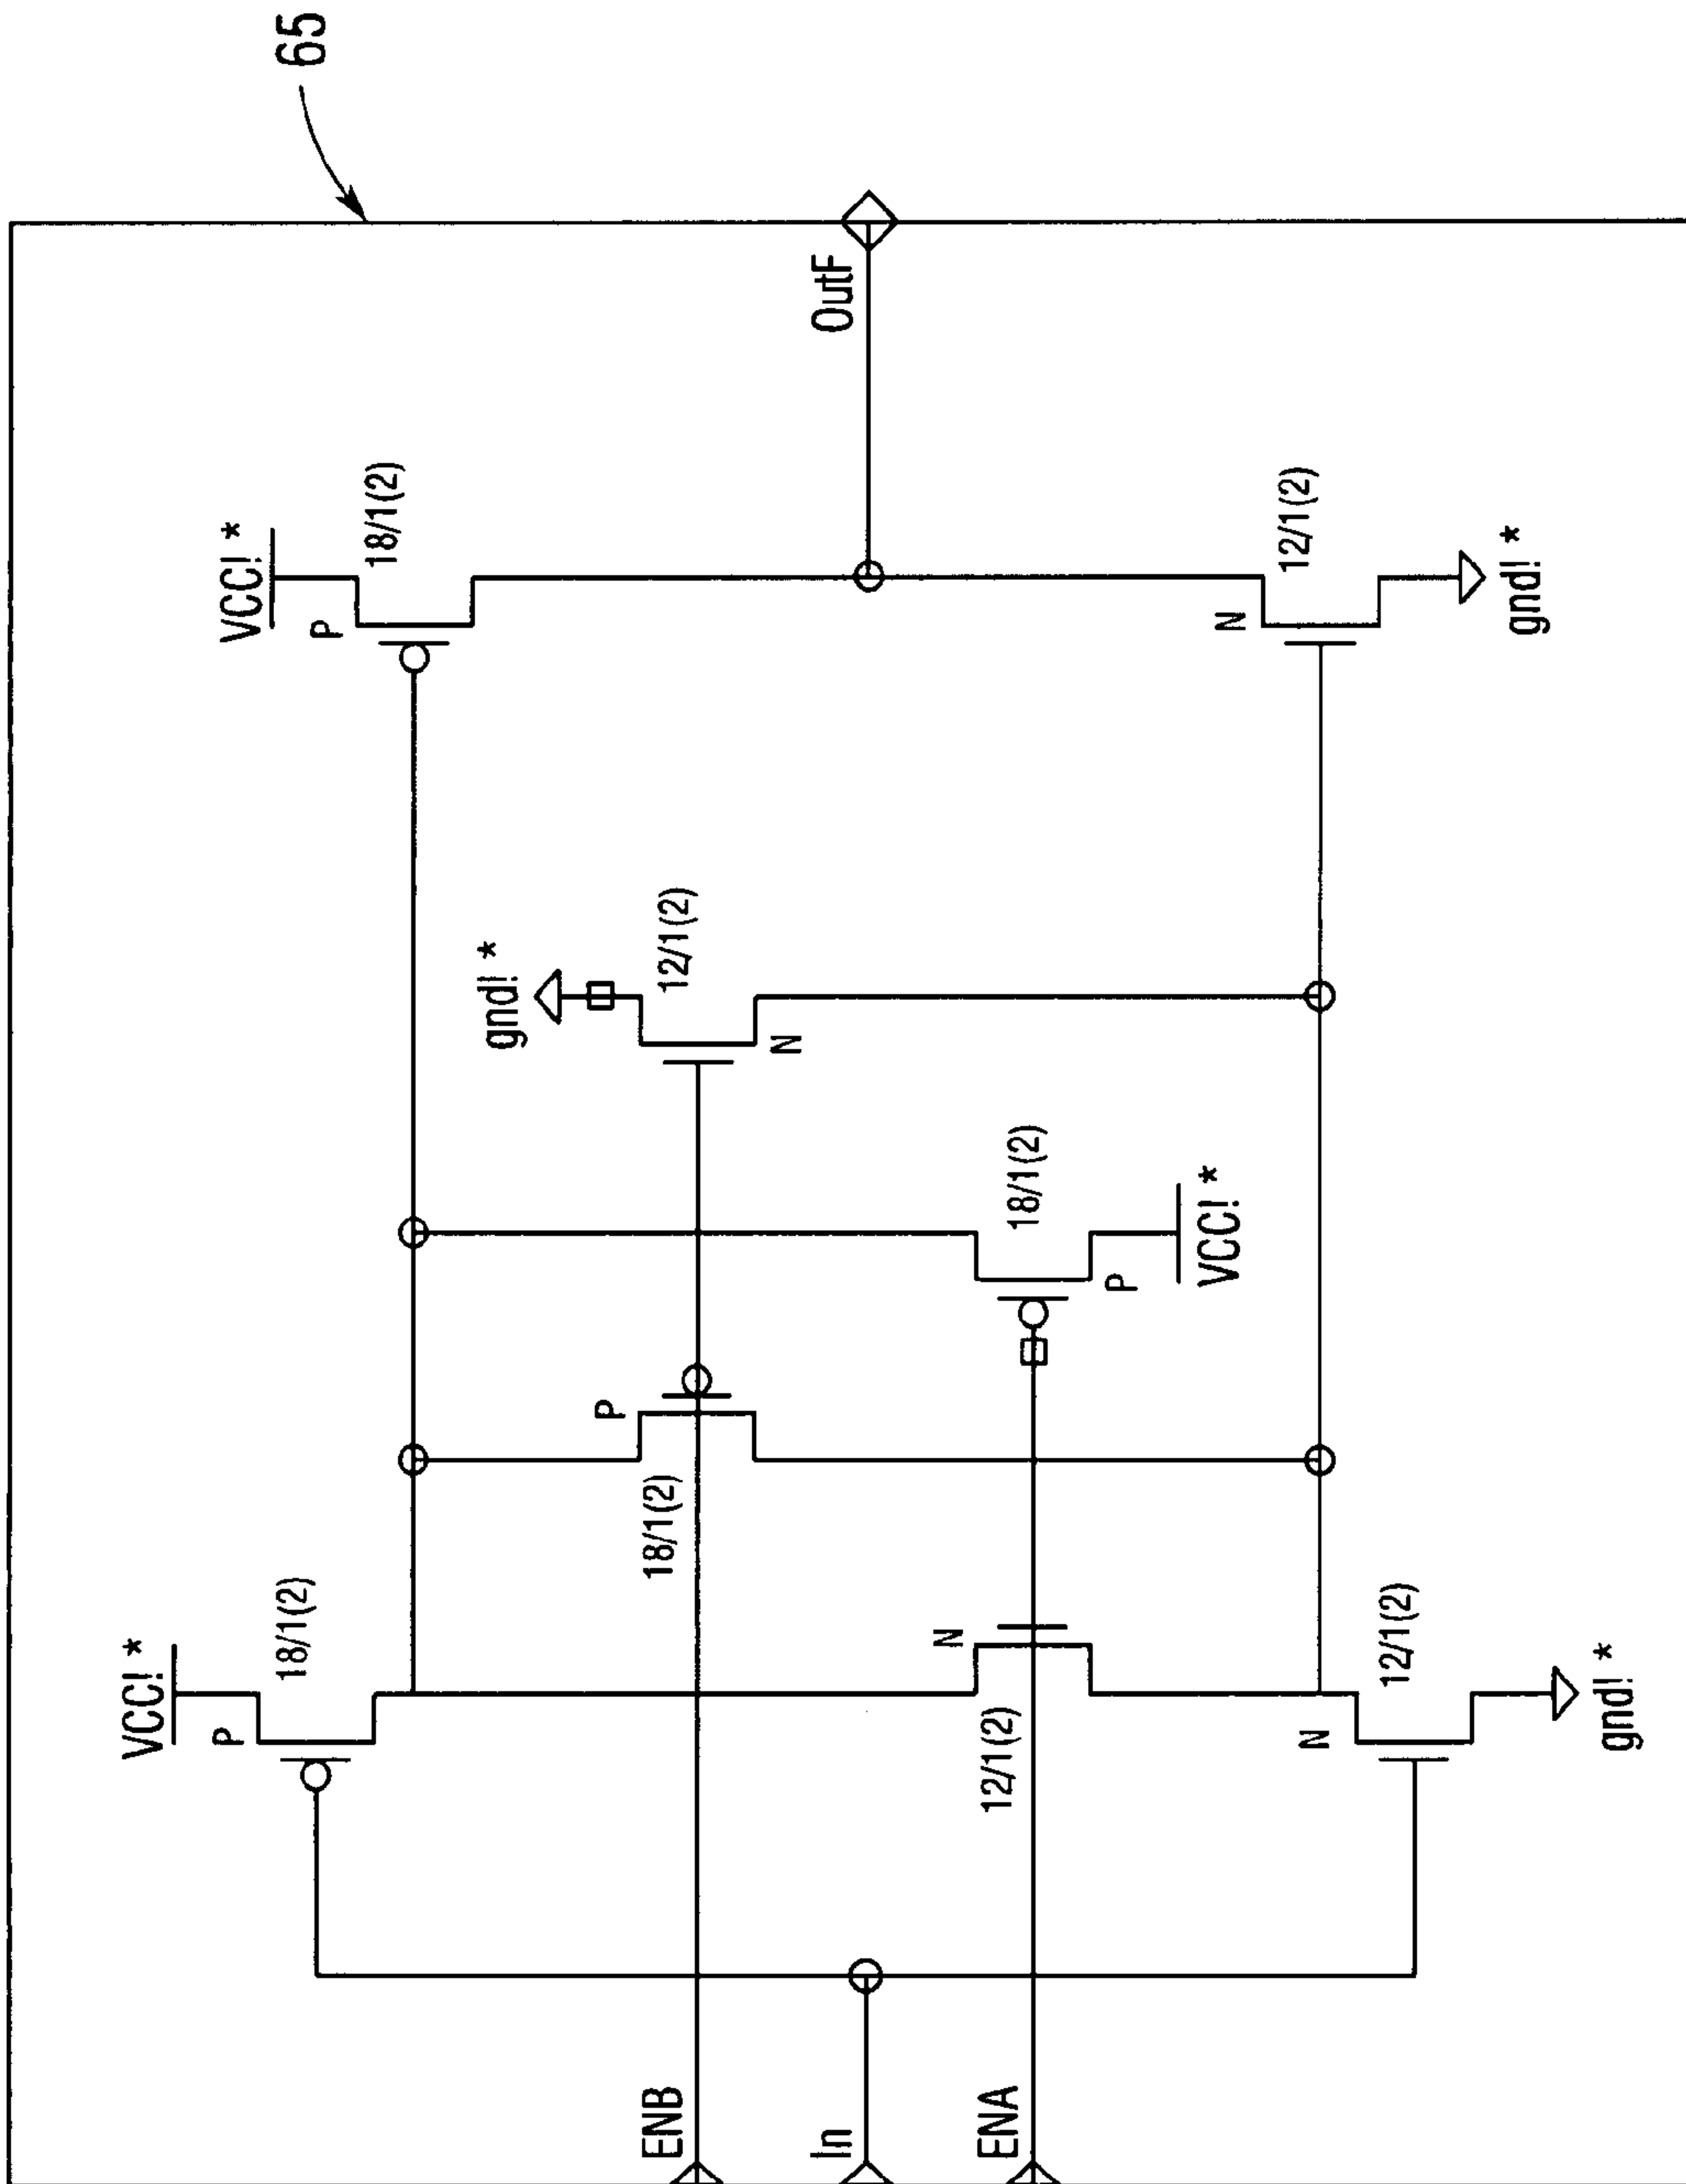 VCC! *
P
VCC! *
18/1(2)
65
P
18/1(2)
gnd! *
P
ENB
18/1(2)
12/1(2)
N
In
OutF
N
ENA
12/1(2)
18/1(2)
P
VCC! *
N
12/1(2)
N
12/1(2)
gnd! *
gnd! *